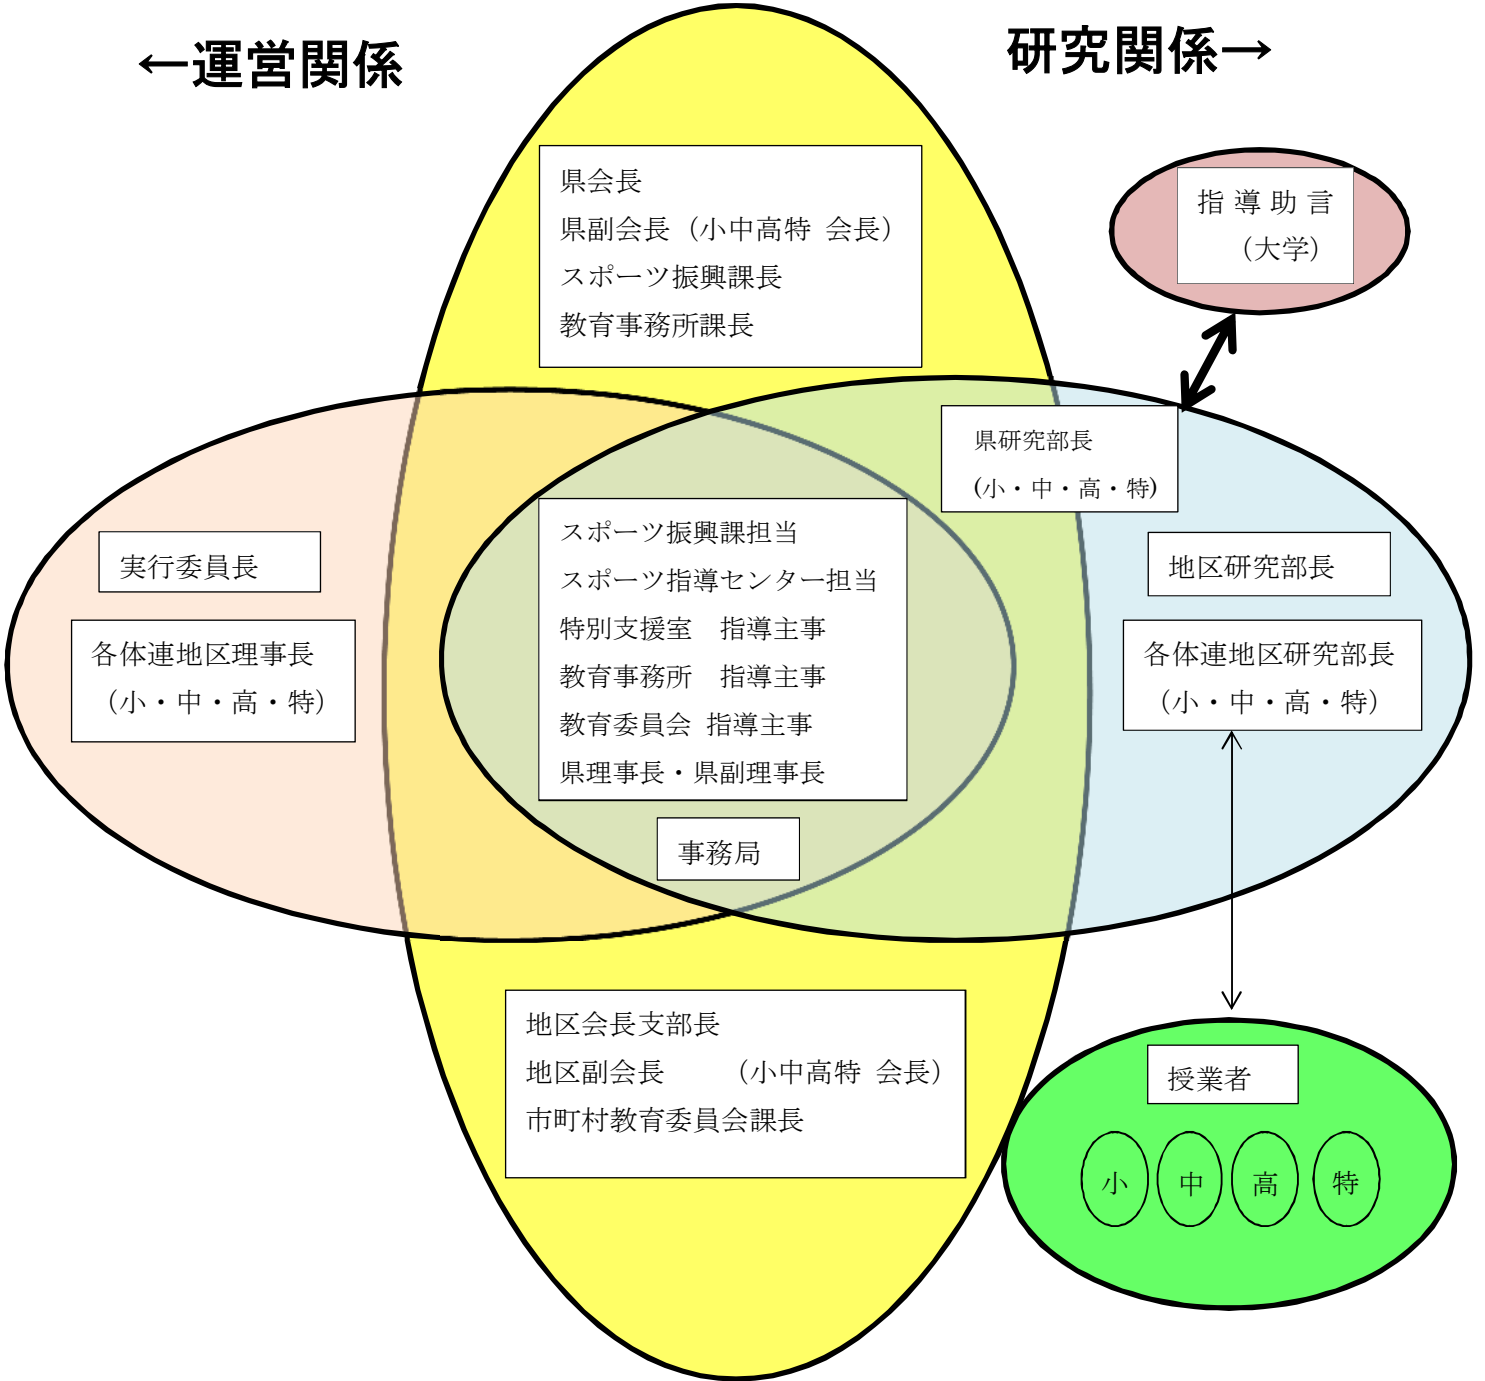 ←運営関係
研究関係→
県会長
県副会長（小中高特 会長）
スポーツ振興課長
教育事務所課長
指導助言
（大学）
県研究部長
（小・中・高・特）
実行委員長
各体連地区理事長
（小・中・高・特）
スポーツ振興課担当
スポーツ指導センター担当
特別支援室　指導主事
教育事務所　指導主事
教育委員会 指導主事
県理事長・県副理事長
事務局
地区研究部長
各体連地区研究部長
（小・中・高・特）
地区会長支部長
地区副会長　　（小中高特 会長）
市町村教育委員会課長
授業者
小 中 高 特